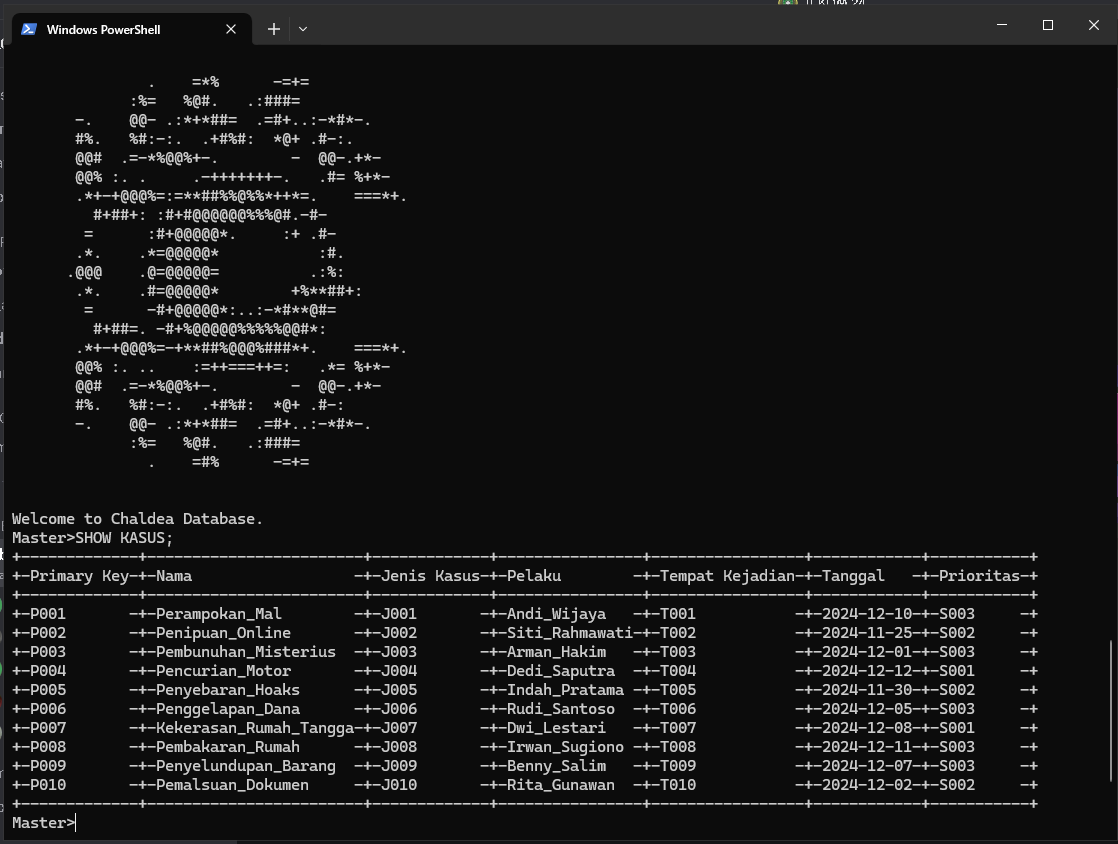 Windows PowerShell
             .    =*%      -=+=
             :%=   %@#.   .:###=
       -.    @@- .:*+*##=  .=#+..:-*#*-.
       #%.   %#:-:.  .+#%#:  *@+ .#-:.
       @@#  .=-*%@@%+-.        -  @@-.+*-
       @@% :. .     .-+++++++-.   .#= %+*-
       .*+-+@@@%=:=**##%%@%%*++*=.    ===*+.
         #+##+: :#+#@@@@@@%%%@#.-#-
        =      :#+@@@@@*.     :+ .#-
       .*.    .*=@@@@@*           :#.
      .@@@    .@=@@@@@=          .:%:
       .*.    .#=@@@@@*        +%**##+:
        =      -#+@@@@@*:..:-*#**@#=
         #+##=. -#+%@@@@@%%%%%@@#*:
       .*+-+@@@%=-+**##%@@@%###*+.    ===*+.
       @@% :. ..    :=++===++=:   .*= %+*-
       @@#  .=-*%@@%+-.        -  @@-.+*-
       #%.   %#:-:.  .+#%#:  *@+ .#-:
       -.    @@- .:*+*##=  .=#+..:-*#*-.
             :%=   %@#.   .:###=
               .    =#%      -=+=
Welcome to Chaldea Database.
Master>SHOW KASUS;
+--------------+------------------------+-------------+----------------+-----------------+------------+-----------+
+-Primary Key-+-Nama                  -+-Jenis Kasus-+-Pelaku        -+-Tempat Kejadian-+-Tanggal   -+-Prioritas-+
+--------------+------------------------+-------------+----------------+-----------------+------------+-----------+
+-P001       -+-Perampokan_Mal        -+-J001       -+-Andi_Wijaya   -+-T001           -+-2024-12-10-+-S003     -+
+-P002       -+-Penipuan_Online       -+-J002       -+-Siti_Rahmawati-+-T002           -+-2024-11-25-+-S002     -+
+-P003       -+-Pembunuhan_Misterius  -+-J003       -+-Arman_Hakim   -+-T003           -+-2024-12-01-+-S003     -+
+-P004       -+-Pencurian_Motor       -+-J004       -+-Dedi_Saputra  -+-T004           -+-2024-12-12-+-S001     -+
+-P005       -+-Penyebaran_Hoaks      -+-J005       -+-Indah_Pratama -+-T005           -+-2024-11-30-+-S002     -+
+-P006       -+-Penggelapan_Dana      -+-J006       -+-Rudi_Santoso  -+-T006           -+-2024-12-05-+-S003     -+
+-P007       -+-Kekerasan_Rumah_Tangga-+-J007       -+-Dwi_Lestari   -+-T007           -+-2024-12-08-+-S001     -+
+-P008       -+-Pembakaran_Rumah      -+-J008       -+-Irwan_Sugiono -+-T008           -+-2024-12-11-+-S003     -+
+-P009       -+-Penyelundupan_Barang  -+-J009       -+-Benny_Salim   -+-T009           -+-2024-12-07-+-S003     -+
+-P010       -+-Pemalsuan_Dokumen     -+-J010       -+-Rita_Gunawan  -+-T010           -+-2024-12-02-+-S002     -+
+--------------+------------------------+-------------+----------------+-----------------+------------+-----------+
Master>